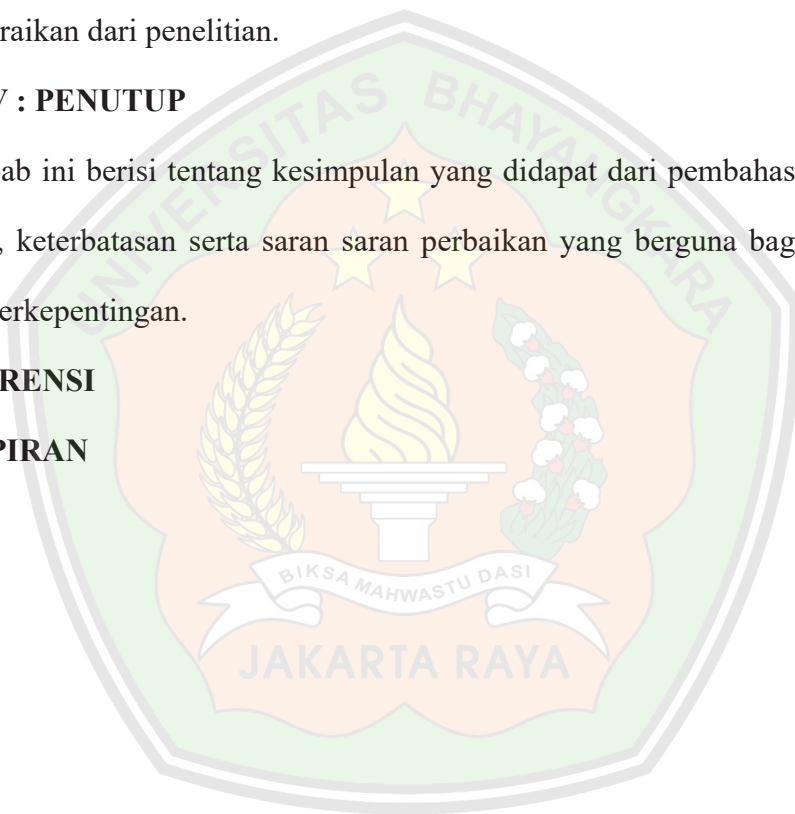 raikan dari penelitian.
V : PENUTUP
ab ini berisi tentang kesimpulan yang didapat dari pembahas
, keterbatasan serta saran saran perbaikan yang berguna bag
erkepentingan.
RENSI
PIRAN
UNIVERSITAS BHAYANGKARA
BIKSA MAHWASTU DASI
JAKARTA RAYA